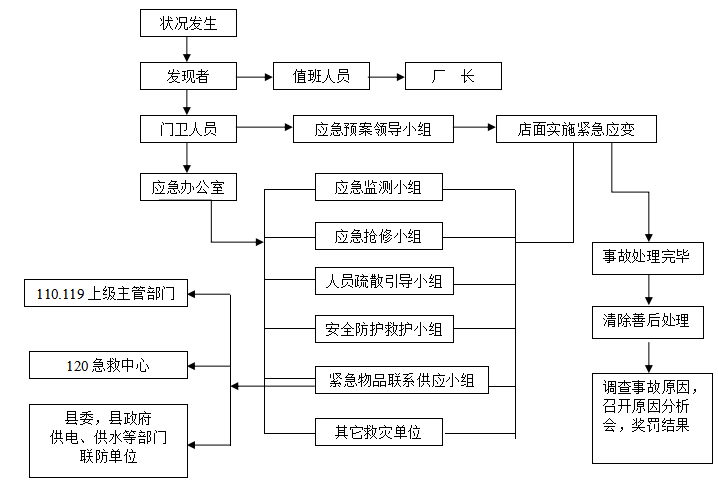 状况发生
发现者
值班人员
厂 长
门卫人员
应急预案领导小组
店面实施紧急应变
应急办公室
应急监测小组
应急抢修小组
事故处理完毕
人员疏散引导小组
110.119 上级主管部门
安全防护救护小组
清除善后处理
120 急救中心
紧急物品联系供应小组
调查事故原因，
召开原因分析
会，奖罚结果
县委，县政府
供电、供水等部门
联防单位
其它救灾单位